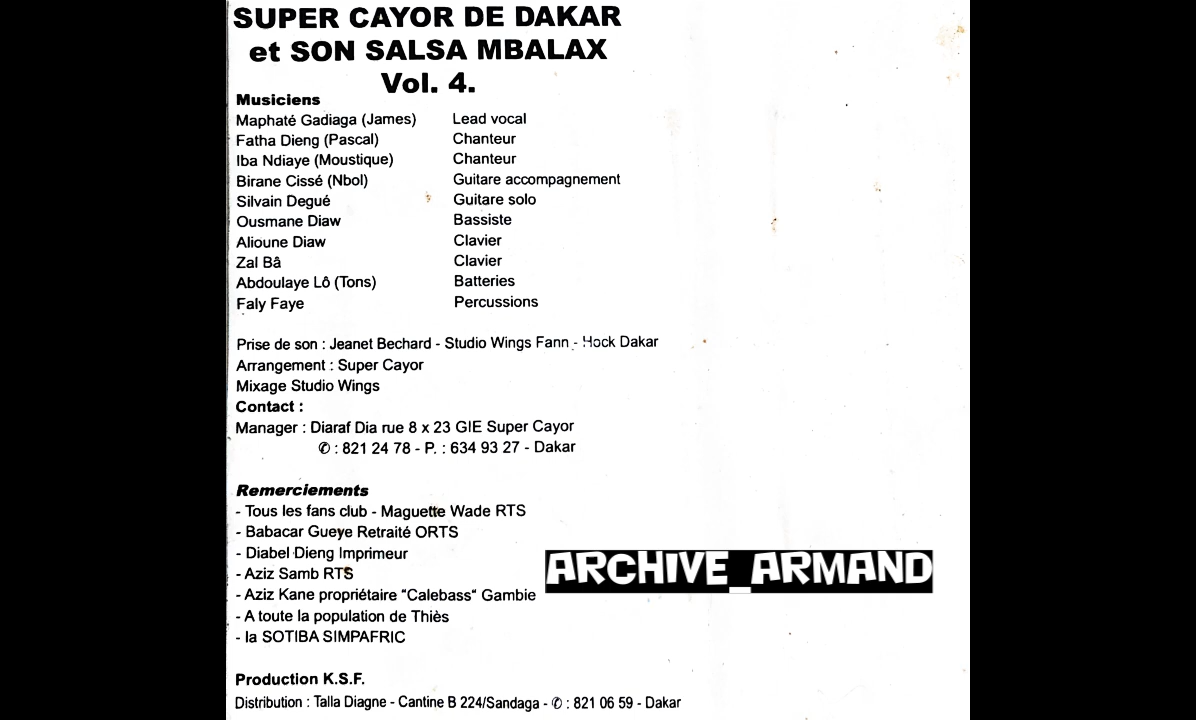 SUPER CAYOR DE DAKAR
et SON SALSA MBALAX
Vol. 4.
Musiciens
Maphaté Gadiaga (James) Lead vocal
Fatha Dieng (Pascal) Chanteur
Iba Ndiaye (Moustique) Chanteur
Birane Cissé (Nbol) Guitare accompagnement
Silvain Degué Guitare solo
Ousmane Diaw Bassiste
Alioune Diaw Clavier
Zal Bâ Clavier
Abdoulaye Lô (Tons) Batteries
Faly Faye Percussions
Prise de son : Jeanet Bechard - Studio Wings Fann - Hock Dakar
Arrangement : Super Cayor
Mixage Studio Wings
Contact :
Manager : Diaraf Dia rue 8 x 23 GIE Super Cayor
✆ : 821 24 78 - P. : 634 93 27 - Dakar
Remerciements
- Tous les fans club - Maguette Wade RTS
- Babacar Gueye Retraité ORTS
- Diabel Dieng Imprimeur
- Aziz Samb RTS
- Aziz Kane propriétaire "Calebass" Gambie
- A toute la population de Thiès
- la SOTIBA SIMPAFRIC
ARCHIVE_ARMAND
Production K.S.F.
Distribution : Talla Diagne - Cantine B 224/Sandaga - ✆ : 821 06 59 - Dakar